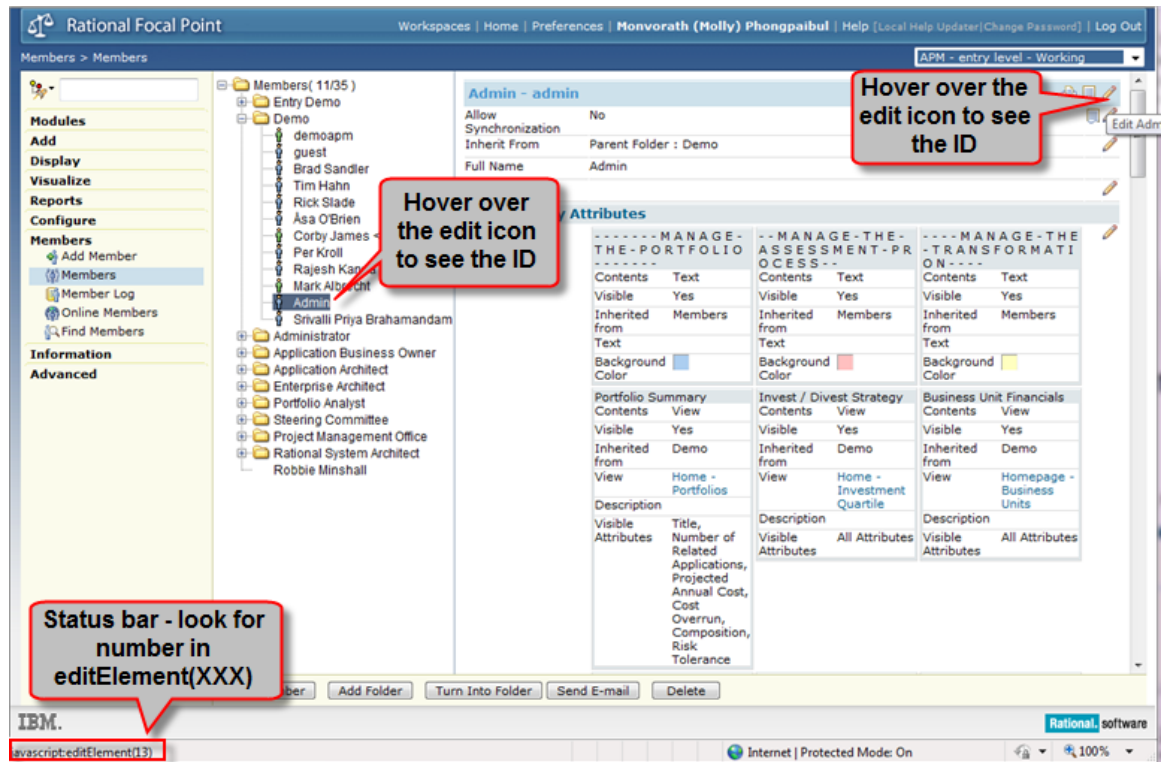 Rational Focal Point
Workspaces | Home | Preferences | Monvorath (Molly) Phongpaibul | Help [Local Help Updater|Change Password] | Log Out
Members > Members
APM - entry level - Working
Modules
Add
Display
Visualize
Reports
Configure
Members
Add Member
Members
Member Log
Online Members
Find Members
Information
Advanced
Members( 11/35 )
Entry Demo
Demo
demoapm
guest
Brad Sandler
Tim Hahn
Rick Slade
Åsa O'Brien
Corby James <
Per Kroll
Rajesh
Mark Albrecht
Admin
Srivalli Priya Brahamandam
Administrator
Application Business Owner
Application Architect
Enterprise Architect
Portfolio Analyst
Steering Committee
Project Management Office
Rational System Architect
Robbie Minshall
Hover over
the edit icon
to see the ID
Admin - admin
Allow Synchronization No
Inherit From Parent Folder : Demo
Full Name Admin
Hover over the
edit icon to see
the ID
Edit Adm
Attributes
- - - - - - - M A N A G E -
T H E - P O R T F O L I O
- - - - - - -
Contents Text
Visible Yes
Inherited from Members
Text
Background Color
- - M A N A G E - T H E -
A S S E S S M E N T - P R
O C E S S - -
Contents Text
Visible Yes
Inherited from Members
Text
Background Color
- - - - M A N A G E - T H E
- T R A N S F O R M A T I
O N - - - -
Contents Text
Visible Yes
Inherited from Members
Text
Background Color
Portfolio Summary
Contents View
Visible Yes
Inherited from Demo
View Home - Portfolios
Description
Visible Attributes Title,
Number of
Related
Applications,
Projected
Annual Cost,
Cost
Overrun,
Composition,
Risk
Tolerance
Invest / Divest Strategy
Contents View
Visible Yes
Inherited from Demo
View Home - Investment Quartile
Description
Visible Attributes All Attributes
Business Unit Financials
Contents View
Visible Yes
Inherited from Demo
View Homepage - Business Units
Description
Visible Attributes All Attributes
Status bar - look for
number in
editElement(XXX)
Add Folder
Turn Into Folder
Send E-mail
Delete
IBM.
Rational. software
avascript:editElement(13)
Internet | Protected Mode: On
100%